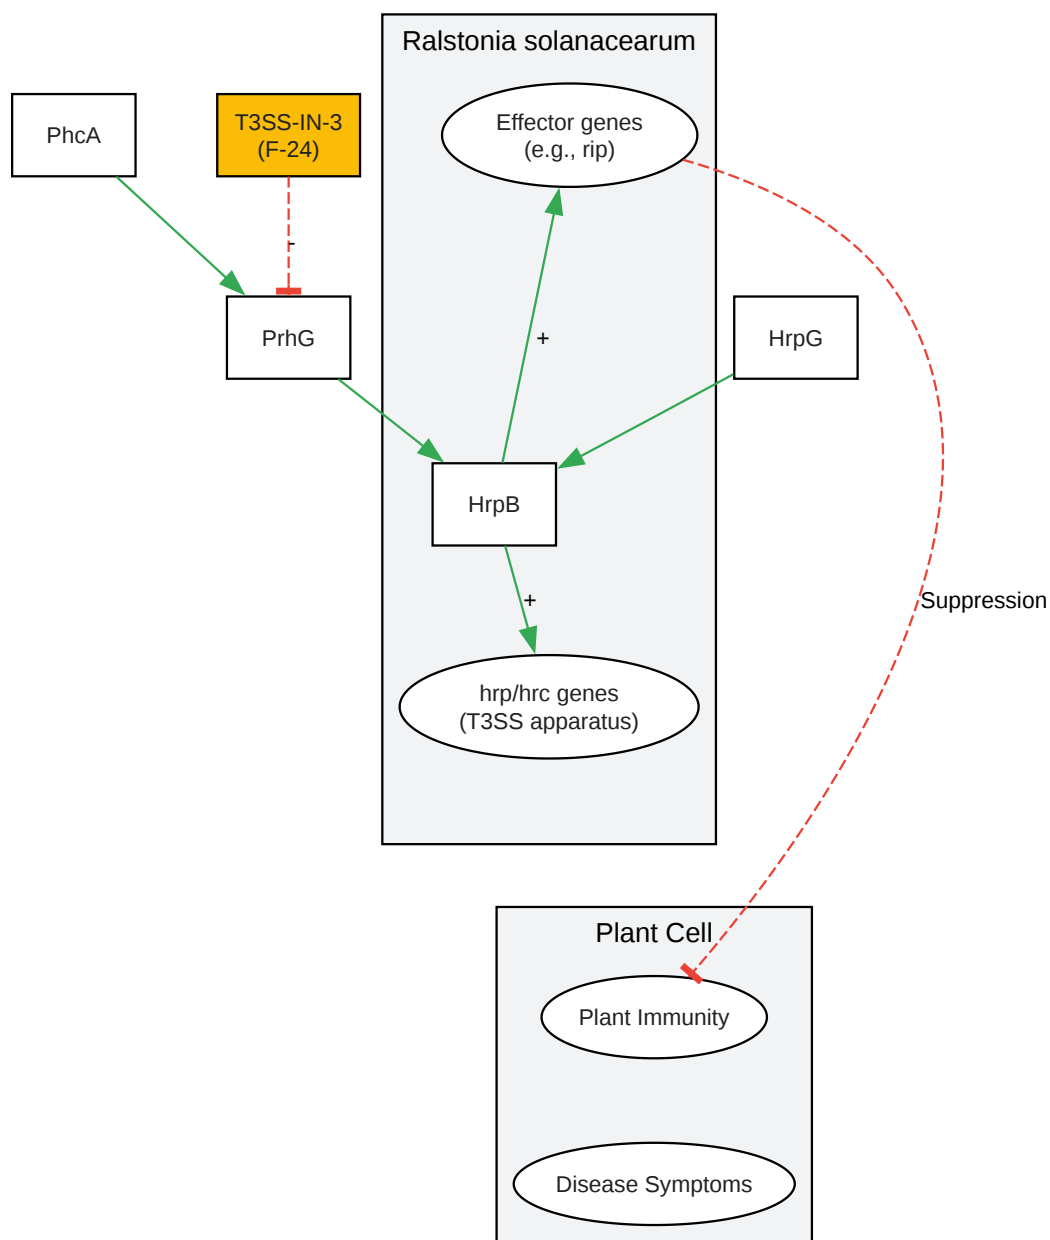 Ralstonia solanacearum
PhcA
T3SS-IN-3
(F-24)
Effector genes
(e.g., rip)
-
PrhG
+
HrpG
HrpB
+
Suppression
hrp/hrc genes
(T3SS apparatus)
Plant Cell
Plant Immunity
Disease Symptoms